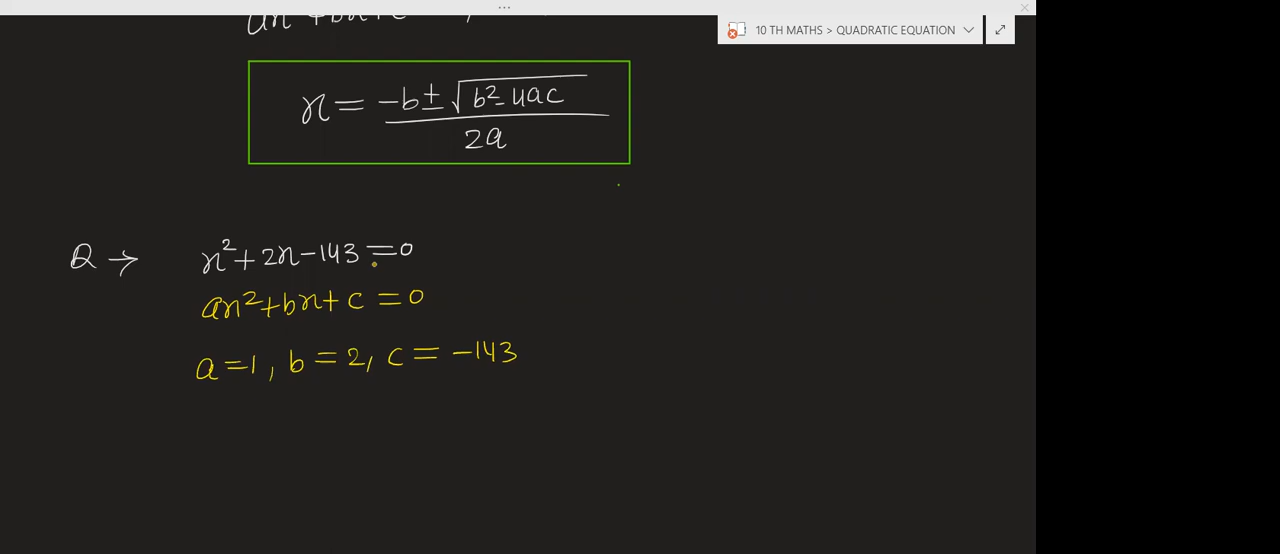 10 TH MATHS > QUADRATIC EQUATION
x = -b ± √(b² - 4ac) / 2a
Q → x² + 2x - 143 = 0
ax² + bx + c = 0
a = 1, b = 2, c = -143